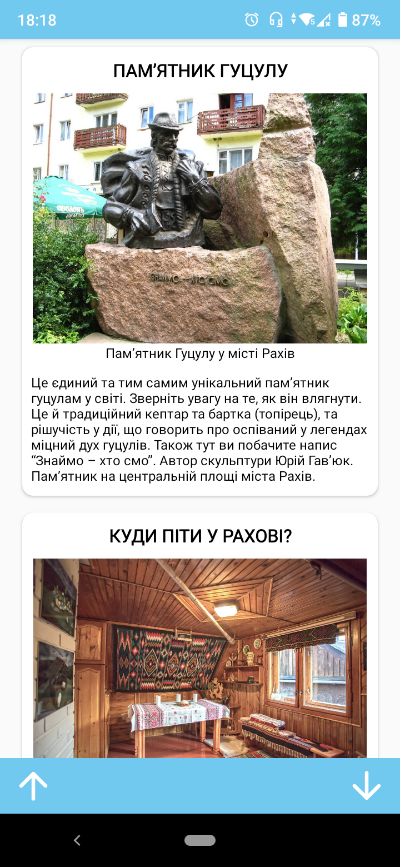 18:18
87%
ПАМ’ЯТНИК ГУЦУЛУ
ЗНАЙМО – ХТО СМО
Пам’ятник Гуцулу у місті Рахів
Це єдиний та тим самим унікальний пам’ятник
гуцулам у світі. Зверніть увагу на те, як він влягнути.
Це й традиційний кептар та бартка (топірець), та
рішучість у дії, що говорить про оспіваний у легендах
міцний дух гуцулів. Також тут ви побачите напис
“Знаймо – хто смо”. Автор скульптури Юрій Гав’юк.
Пам’ятник на центральній площі міста Рахів.
КУДИ ПІТИ У РАХОВІ?